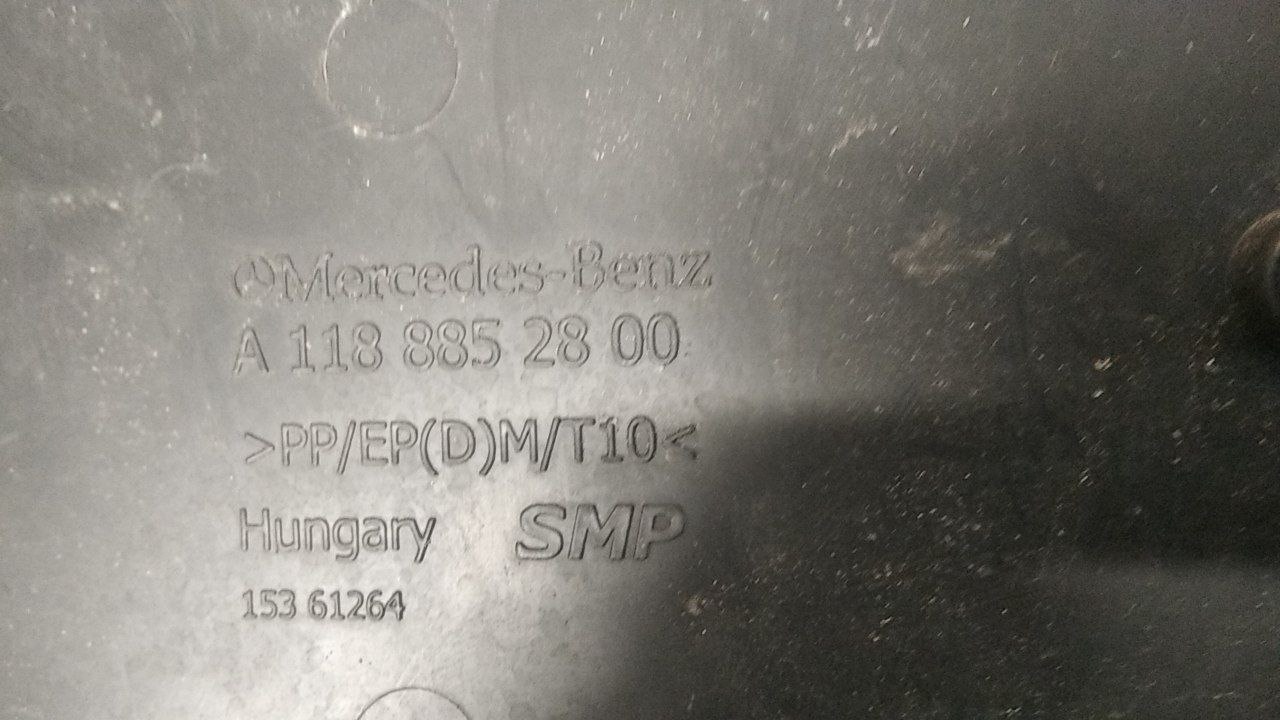 Mercedes-Benz
A 118 885 28 00
>PP/EP(D)M/T10<
Hungary SMP
153 61264